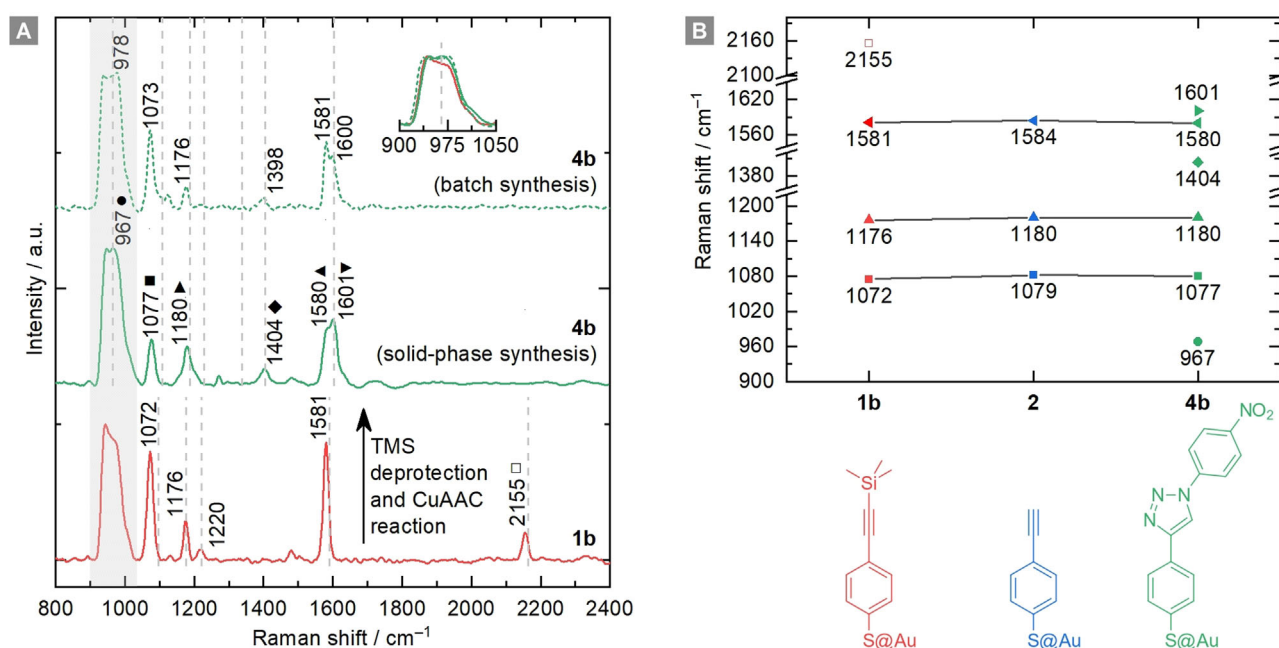 A
978
1073
1176
1398
1581
1600
900 975 1050
4b
(batch synthesis)
967
1077
1180
1404
1580
1601
4b
(solid-phase synthesis)
1072
1176
1220
1581
2155
TMS
deprotection
and CuAAC
reaction
1b
Intensity / a.u.
800 1000 1200 1400 1600 1800 2000 2200 2400
Raman shift / cm⁻¹
B
Raman shift / cm⁻¹
2160
2100
1620
1560
1380
1200
1140
1080
1020
960
900
2155
1601
1581 1584 1580
1404
1176 1180 1180
1072 1079 1077
967
1b 2 4b
Si
S@Au
S@Au
NO₂
N
N
N
S@Au